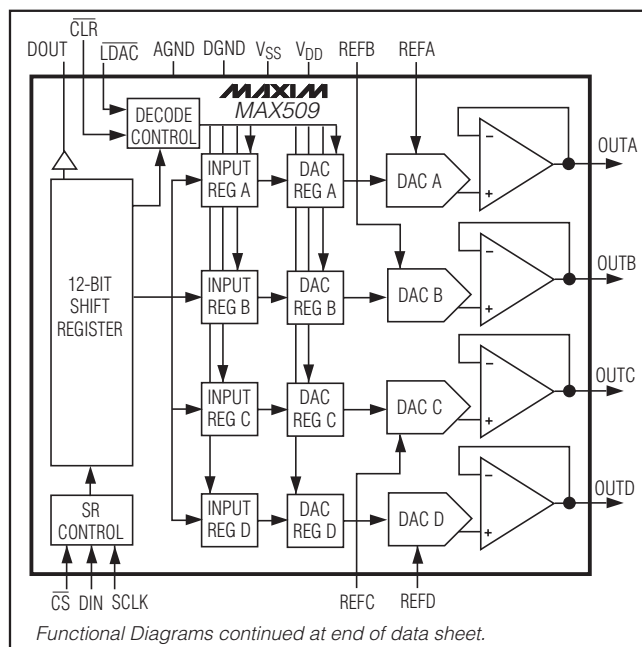 CLR
DOUT
LDAC
AGND
DGND
VSS
VDD
REFB
REFA
MAXIM
MAX509
DECODE
CONTROL
INPUT
REG A
DAC
REG A
DAC A
−
+
OUTA
12-BIT
SHIFT
REGISTER
INPUT
REG B
DAC
REG B
DAC B
−
+
OUTB
INPUT
REG C
DAC
REG C
DAC C
−
+
OUTC
SR
CONTROL
INPUT
REG D
DAC
REG D
DAC D
−
+
OUTD
CS
DIN
SCLK
REFC
REFD
Functional Diagrams continued at end of data sheet.